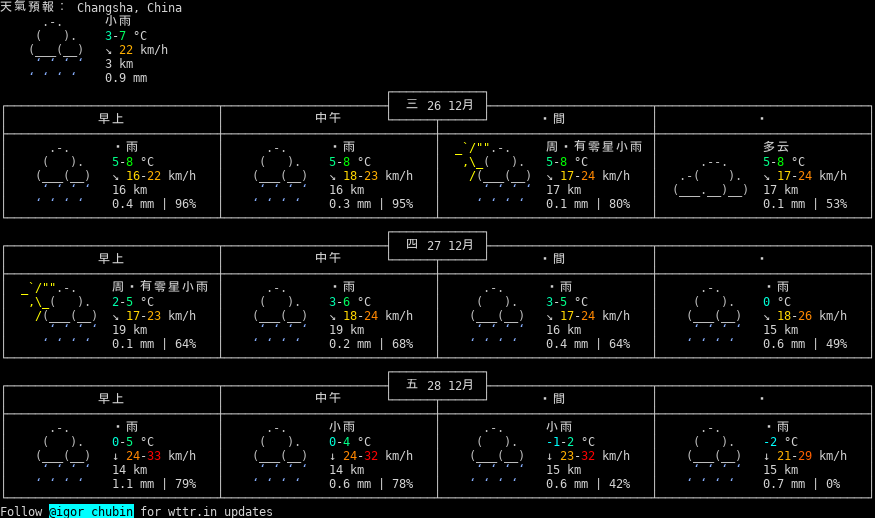 天氣預報： Changsha, China
小雨
3-7 °C
↘ 22 km/h
3 km
0.9 mm
三 26 12月
早上 中午 ・間 ・
・雨 ・雨 周・有零星小雨 多云
5-8 °C 5-8 °C 5-8 °C 5-8 °C
↘ 16-22 km/h ↘ 18-23 km/h ↘ 17-24 km/h ↘ 17-24 km/h
16 km 16 km 17 km 17 km
0.4 mm | 96% 0.3 mm | 95% 0.1 mm | 80% 0.1 mm | 53%
四 27 12月
早上 中午 ・間 ・
周・有零星小雨 ・雨 ・雨 ・雨
2-5 °C 3-6 °C 3-5 °C 0 °C
↘ 17-23 km/h ↘ 18-24 km/h ↘ 17-24 km/h ↘ 18-26 km/h
19 km 19 km 16 km 15 km
0.1 mm | 64% 0.2 mm | 68% 0.4 mm | 64% 0.6 mm | 49%
五 28 12月
早上 中午 ・間 ・
・雨 小雨 小雨 ・雨
0-5 °C 0-4 °C -1-2 °C -2 °C
↓ 24-33 km/h ↓ 24-32 km/h ↓ 23-32 km/h ↓ 21-29 km/h
14 km 14 km 15 km 15 km
1.1 mm | 79% 0.6 mm | 78% 0.6 mm | 42% 0.7 mm | 0%
Follow @igor_chubin for wttr.in updates